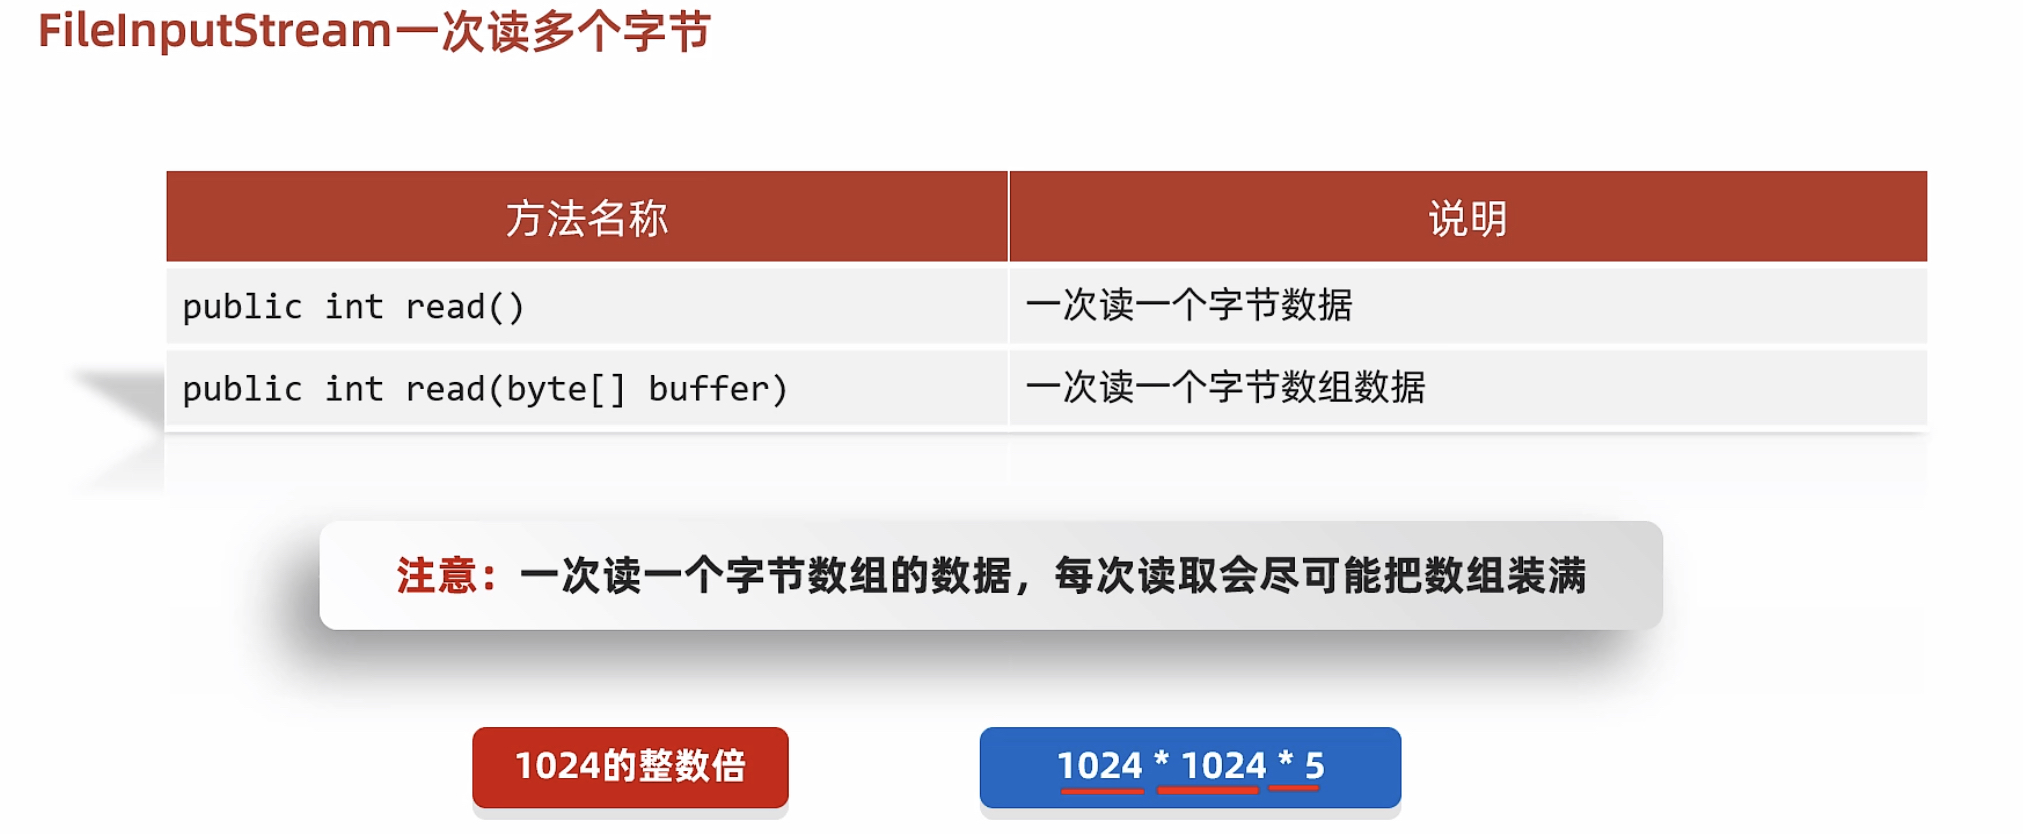 FileInputStream一次读多个字节
方法名称 说明
public int read() 一次读一个字节数据
public int read(byte[] buffer) 一次读一个字节数组数据
注意：一次读一个字节数组的数据，每次读取会尽可能把数组装满
1024的整数倍 1024 * 1024 * 5